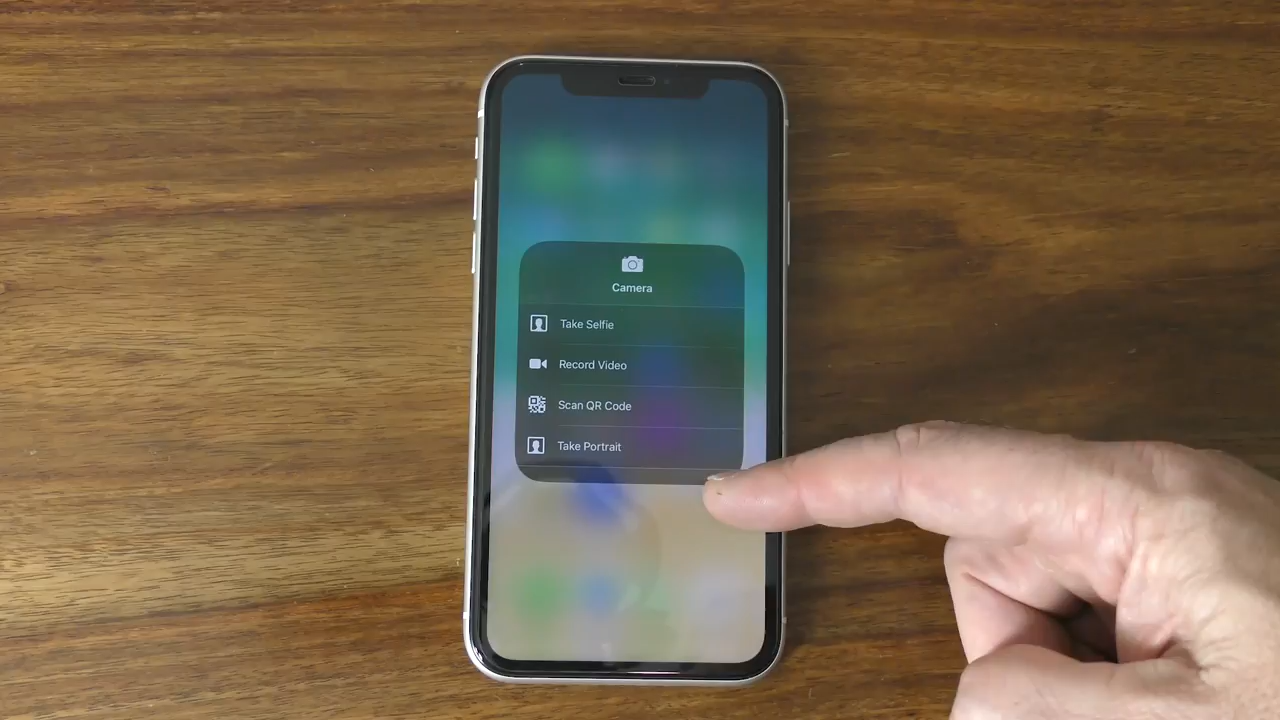 Camera
Take Selfie
Record Video
Scan QR Code
Take Portrait